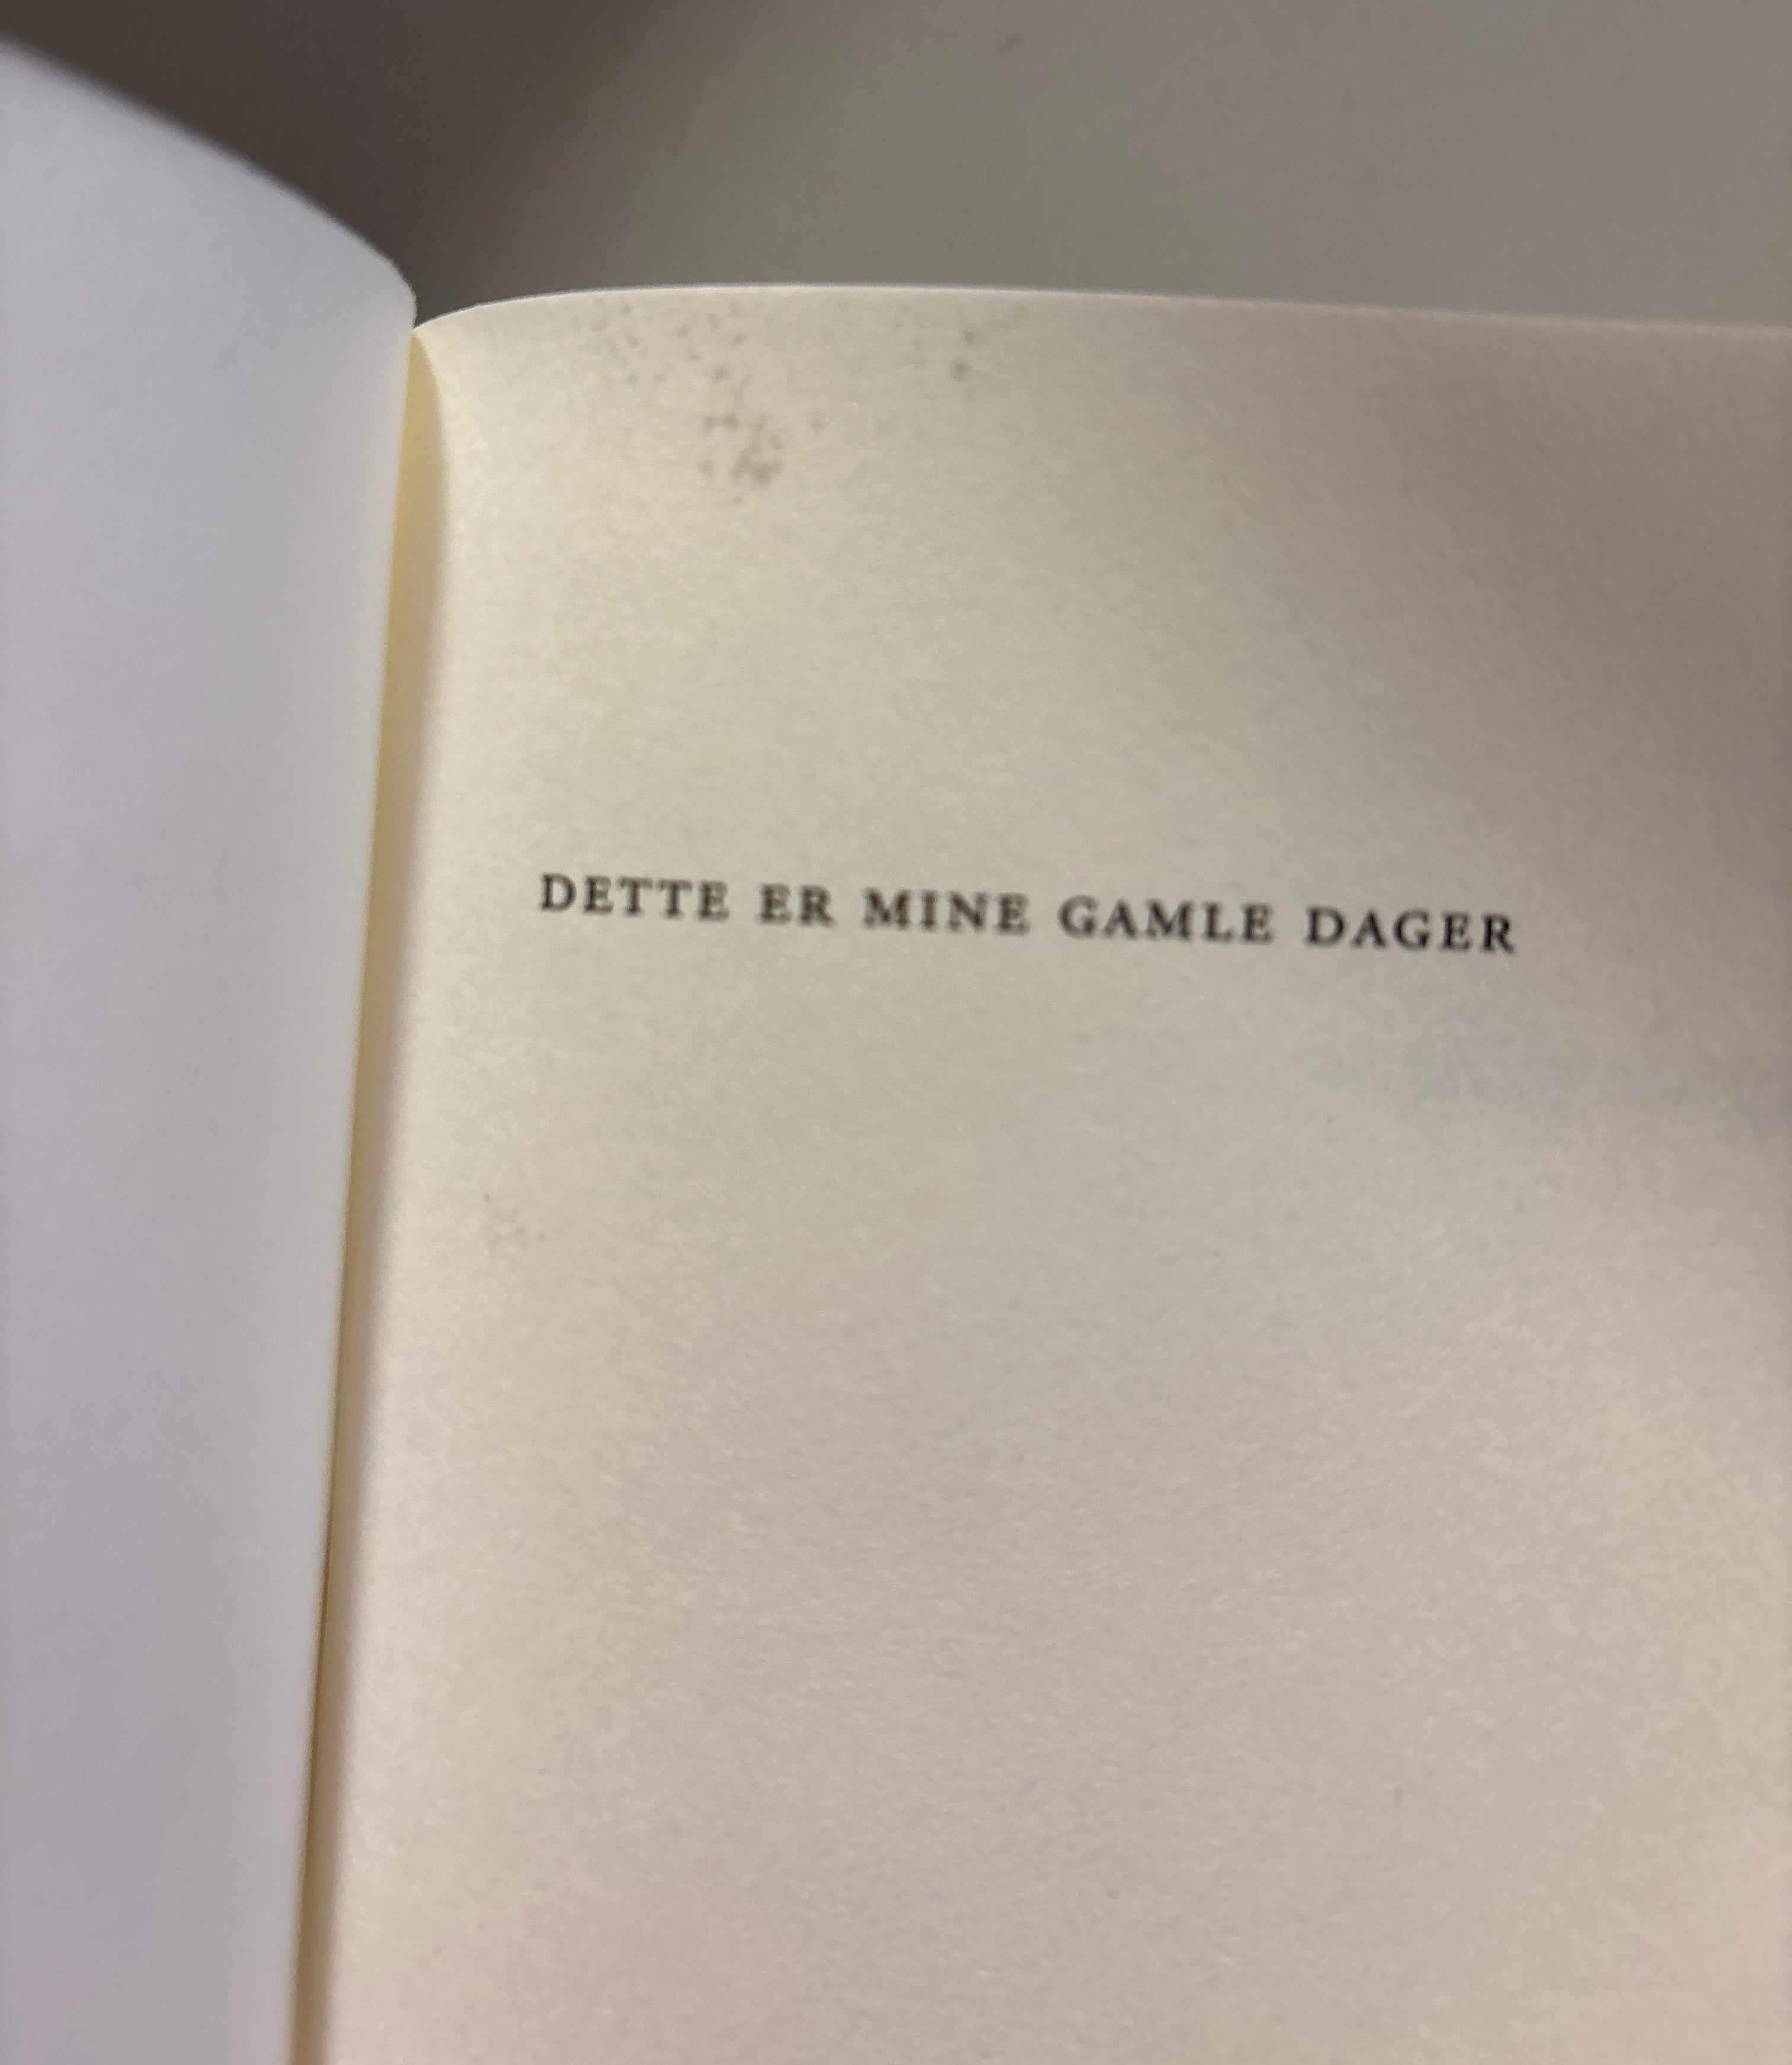 DETTE ER MINE GAMLE DAGER